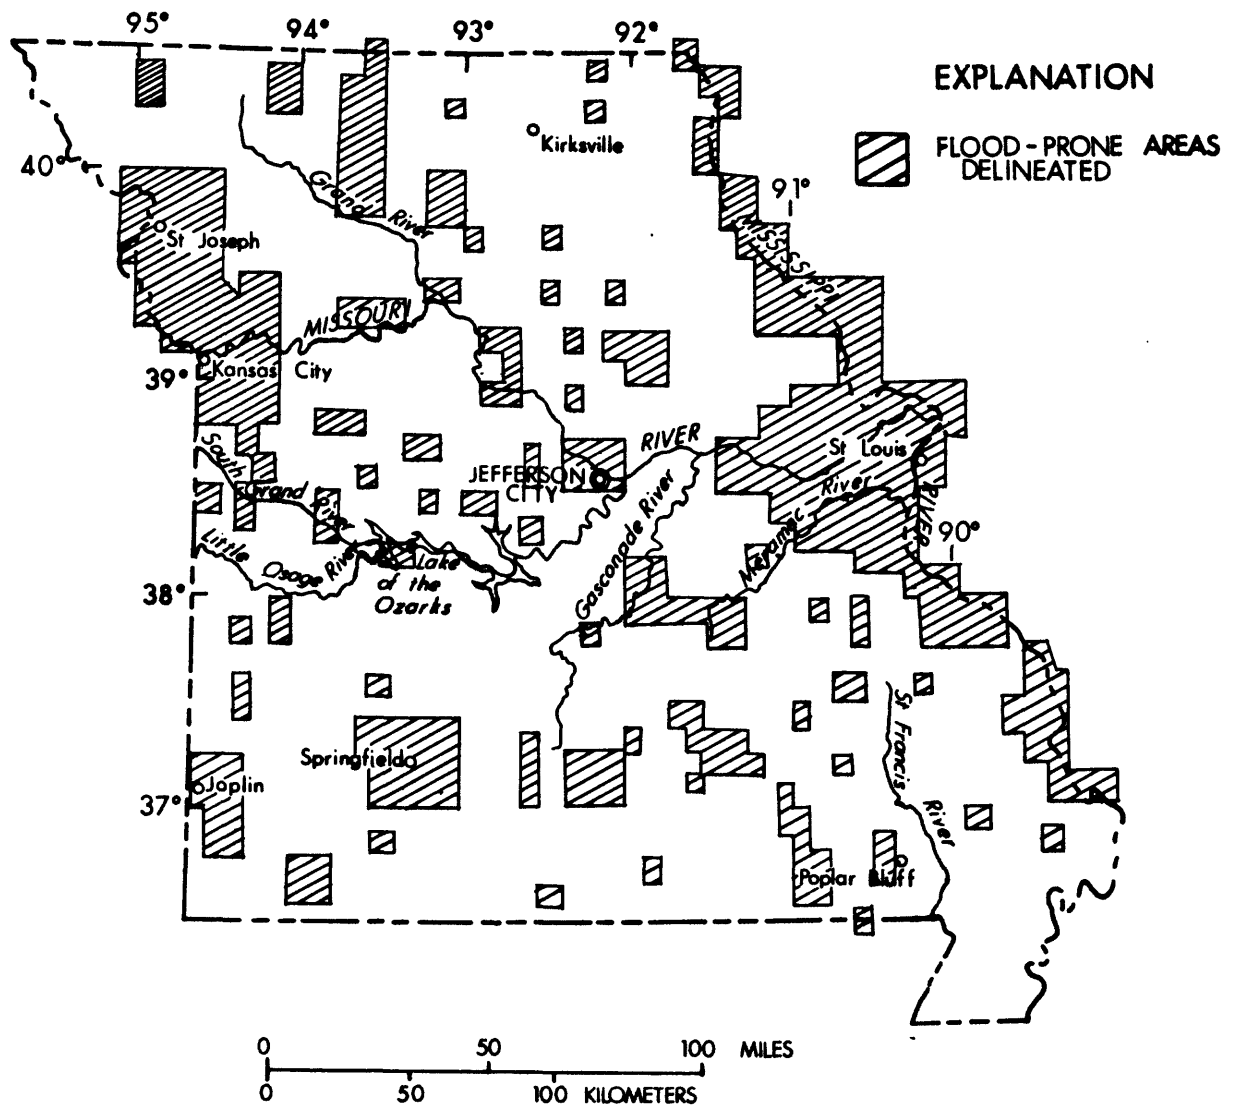 95°
94°
93°
92°
EXPLANATION
FLOOD-PRONE AREAS
DELINEATED
Kirksville
40°
91°
Grand River
St Joseph
MISSISSIPPI
MISSOURI
39°
Kansas City
St Louis
RIVER
South Grand River
JEFFERSON
CITY
River
RIVER
Gasconade River
Meramec
90°
Little Osage River
Lake
of the
Ozarks
38°
St Francis River
Springfield
Joplin
37°
Poplar Bluff
0 50 100 MILES
0 50 100 KILOMETERS